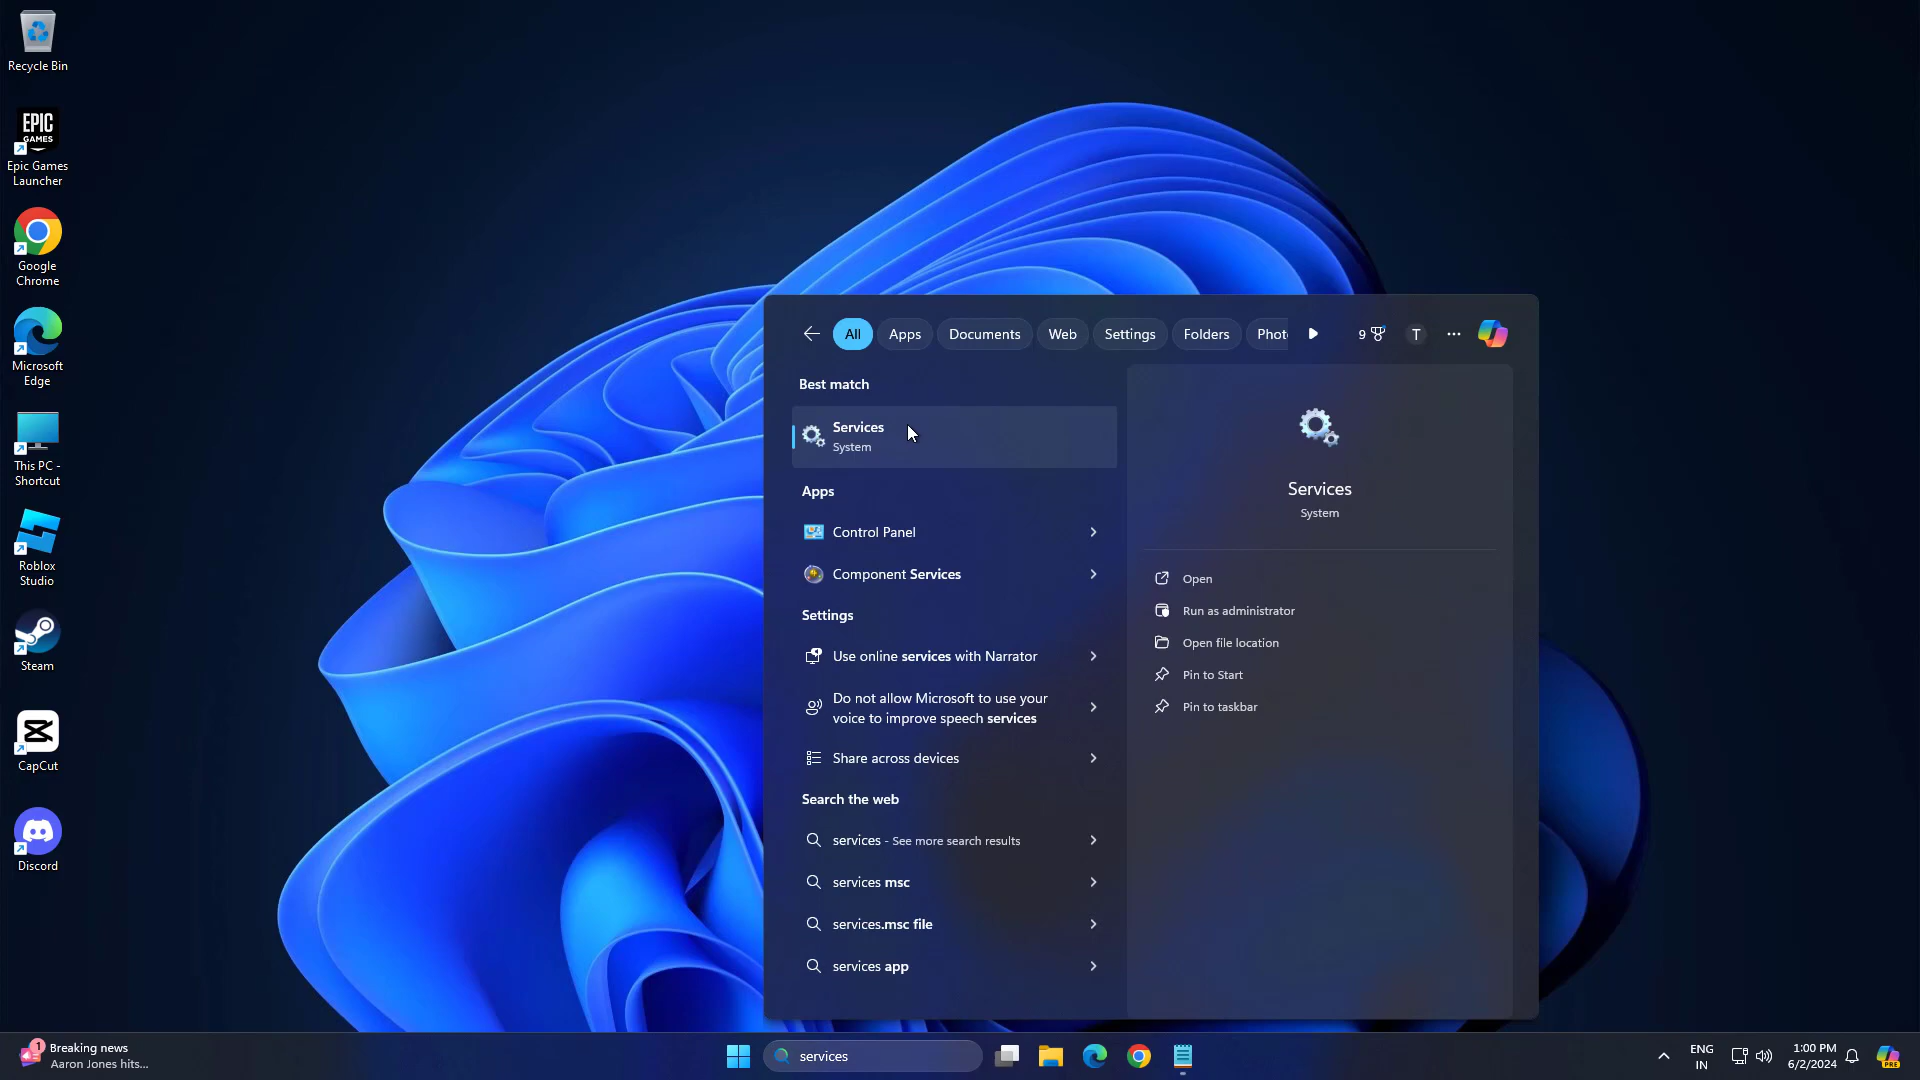 Recycle Bin
EPIC
GAMES
Epic Games
Launcher
Google
Chrome
Microsoft
Edge
This PC -
Shortcut
Roblox
Studio
Steam
CapCut
Discord
All
Apps
Documents
Web
Settings
Folders
Phot
9
T
Best match
Services
System
Apps
Control Panel
Component Services
Settings
Use online services with Narrator
Do not allow Microsoft to use your
voice to improve speech services
Share across devices
Search the web
services - See more search results
services msc
services.msc file
services app
Services
System
Open
Run as administrator
Open file location
Pin to Start
Pin to taskbar
1
Breaking news
Aaron Jones hits...
services
ENG
IN
1:00 PM
6/2/2024
PRE